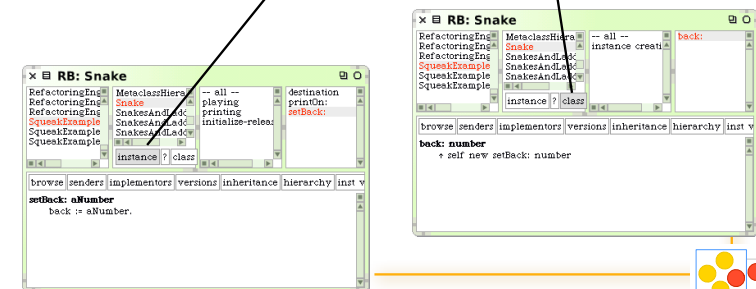 RB: Snake
RefactoringEng
RefactoringEng
RefactoringEng
SqueakExample
SqueakExample
SqueakExample
MetaclassHiera
Snake
SnakesAndLadd
SnakesAndLadd
SnakesAndLadd
instance ? class
-- all --
playing
printing
initialize-releas
destination
printOn:
setBack:
browse senders implementors versions inheritance hierarchy inst v
setBack: aNumber
back := aNumber.
RB: Snake
RefactoringEng
RefactoringEng
RefactoringEng
SqueakExample
SqueakExample
SqueakExample
MetaclassHiera
Snake
SnakesAndLadd
SnakesAndLadd
SnakesAndLadd
instance ? class
-- all --
instance creati
back:
browse senders implementors versions inheritance hierarchy inst v
back: number
↑ self new setBack: number